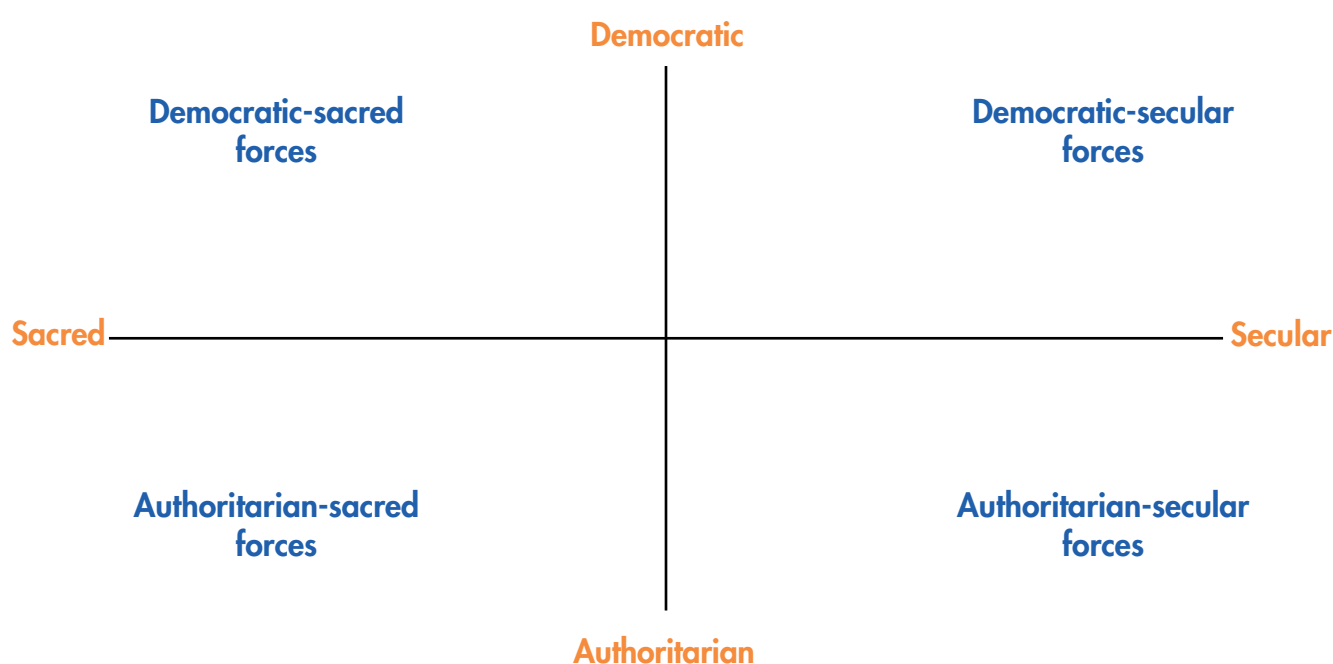 Democratic
Democratic-sacred
forces
Democratic-secular
forces
Sacred
Secular
Authoritarian-sacred
forces
Authoritarian-secular
forces
Authoritarian